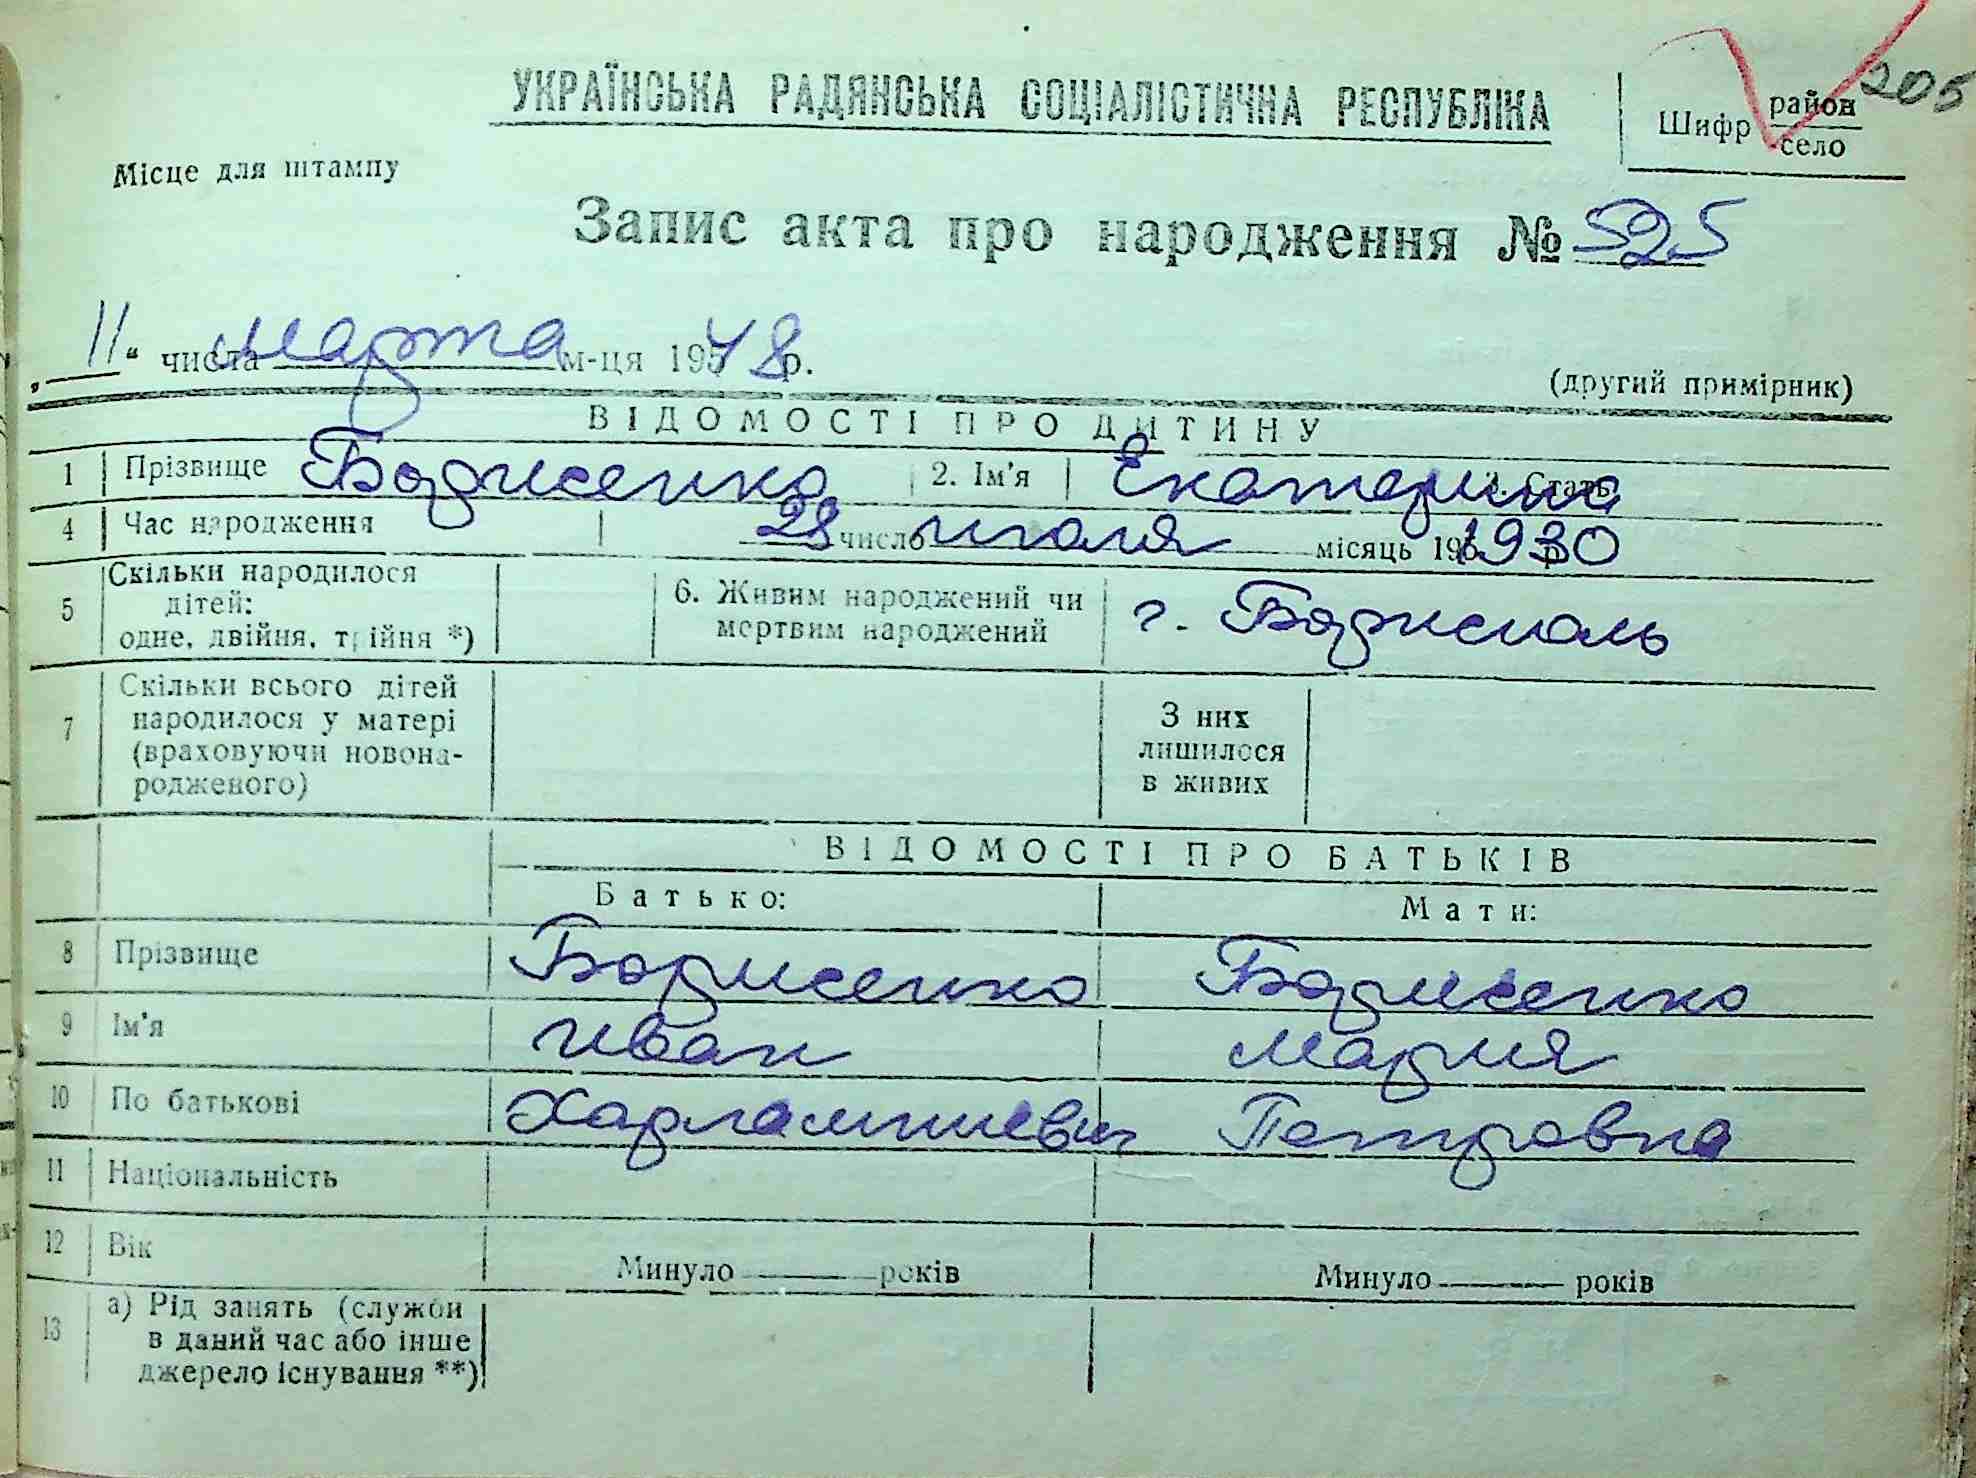 205
УКРАЇНСЬКА РАДЯНСЬКА СОЦІАЛІСТИЧНА РЕСПУБЛІКА
Шифр район село
Місце для штампу
Запис акта про народження № 525
„ 11 “ числа марта м-ця 1948 р.
(другий примірник)
ВІДОМОСТІ ПРО ДИТИНУ
1 Прізвище Борисенко 2. Ім'я Екатерина 3. Стать
4 Час народження 28 число июля місяць 196 1930
5 Скільки народилося дітей: одне, двійня, трійня *) 6. Живим народжений чи мертвим народжений г. Борисполь
7 Скільки всього дітей народилося у матері (враховуючи новонародженого) З них лишилося в живих
ВІДОМОСТІ ПРО БАТЬКІВ
Батько: Мати:
8 Прізвище Борисенко Борисенко
9 Ім'я Иван Мария
10 По батькові Харлампиевич Петровна
11 Національність
12 Вік Минуло років Минуло років
13 а) Рід занять (служби в даний час або інше джерело існування **)